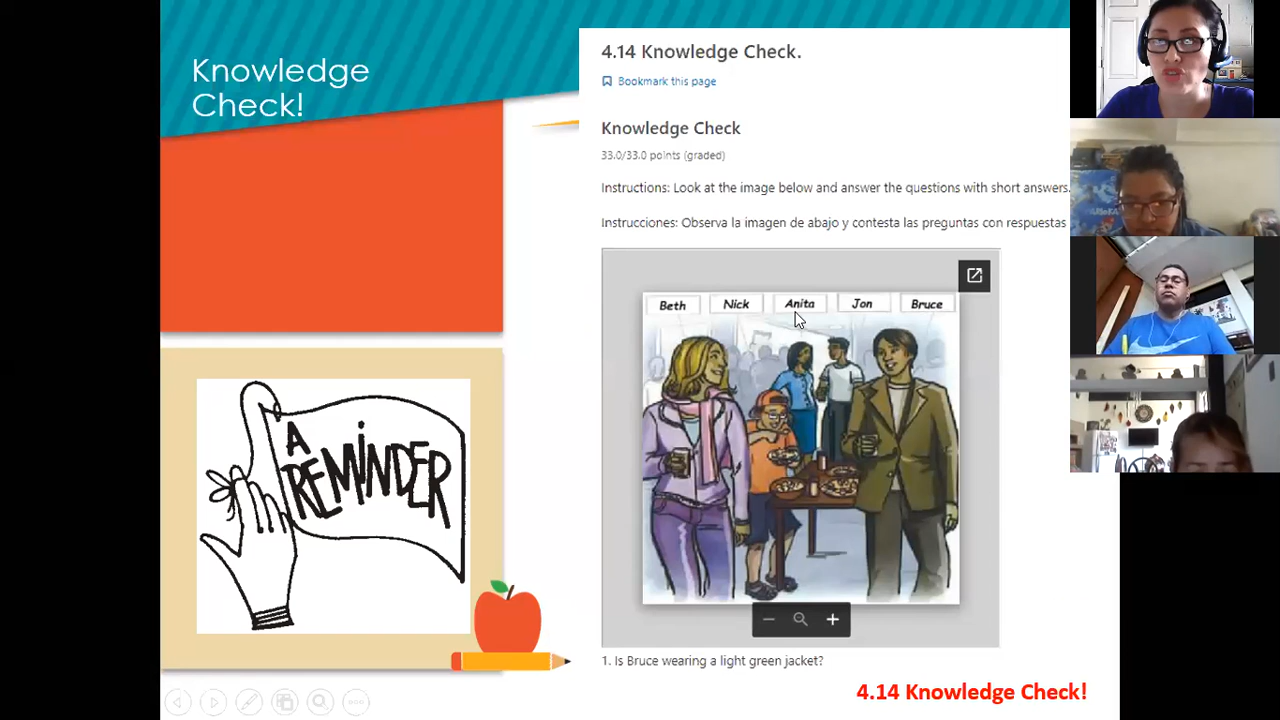 Knowledge
Check!
A
REMINDER
4.14 Knowledge Check.
Bookmark this page
Knowledge Check
33.0/33.0 points (graded)
Instructions: Look at the image below and answer the questions with short answers.
Instrucciones: Observa la imagen de abajo y contesta las preguntas con respuestas
Beth Nick Anita Jon Bruce
1. Is Bruce wearing a light green jacket?
4.14 Knowledge Check!